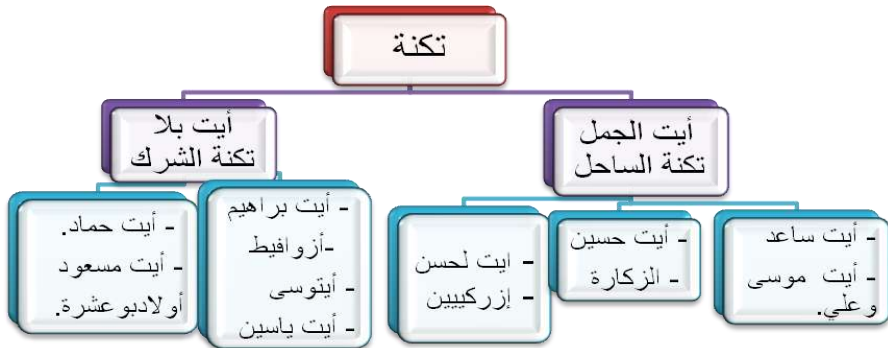 تكنة
أيت الجمل
تكنة الساحل
أيت بلا
تكنة الشرك
- أيت ساعد
- أيت موسى
وعلي.
- أيت حسين
- الزكارة
- ايت لحسن
- إزركييين
- أيت براهيم
-أزوافيط
- أيتوسى
- أيت ياسين
- أيت حماد.
- أيت مسعود
أولادبوعشرة.